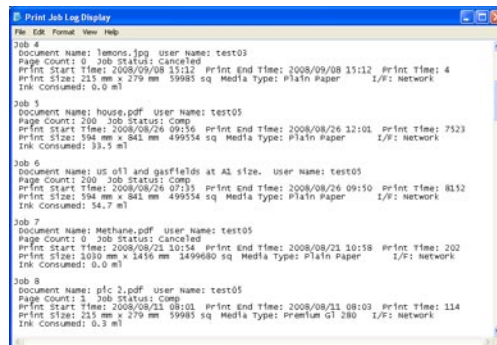 Print Job Log Display
File Edit Format View Help
Job 4
Document Name: lemons.jpg User Name: test03
Page Count: 0 Job Status: Canceled
Print Start Time: 2008/09/08 15:12 Print End Time: 2008/09/08 15:12 Print Time: 4
Print Size: 215 mm x 279 mm 59985 sq Media Type: Plain Paper I/F: Network
Ink Consumed: 0.0 ml
Job 5
Document Name: house.pdf User Name: test05
Page Count: 200 Job Status: Comp
Print Start Time: 2008/08/26 09:56 Print End Time: 2008/08/26 12:01 Print Time: 7523
Print Size: 594 mm x 841 mm 499554 sq Media Type: Plain Paper I/F: Network
Ink Consumed: 33.5 ml
Job 6
Document Name: US oil and gasfields at A1 size. User Name: test05
Page Count: 200 Job Status: Comp
Print Start Time: 2008/08/26 07:35 Print End Time: 2008/08/26 09:50 Print Time: 8152
Print Size: 594 mm x 841 mm 499554 sq Media Type: Plain Paper I/F: Network
Ink Consumed: 54.7 ml
Job 7
Document Name: Methane.pdf User Name: test05
Page Count: 0 Job Status: Canceled
Print Start Time: 2008/08/21 10:54 Print End Time: 2008/08/21 10:58 Print Time: 202
Print Size: 1030 mm x 1456 mm 1499680 sq Media Type: Plain Paper I/F: Network
Ink Consumed: 0.0 ml
Job 8
Document Name: pic 2.pdf User Name: test05
Page Count: 1 Job Status: Comp
Print Start Time: 2008/08/11 08:01 Print End Time: 2008/08/11 08:03 Print Time: 114
Print Size: 215 mm x 279 mm 59985 sq Media Type: Premium Gl 280 I/F: Network
Ink Consumed: 0.3 ml